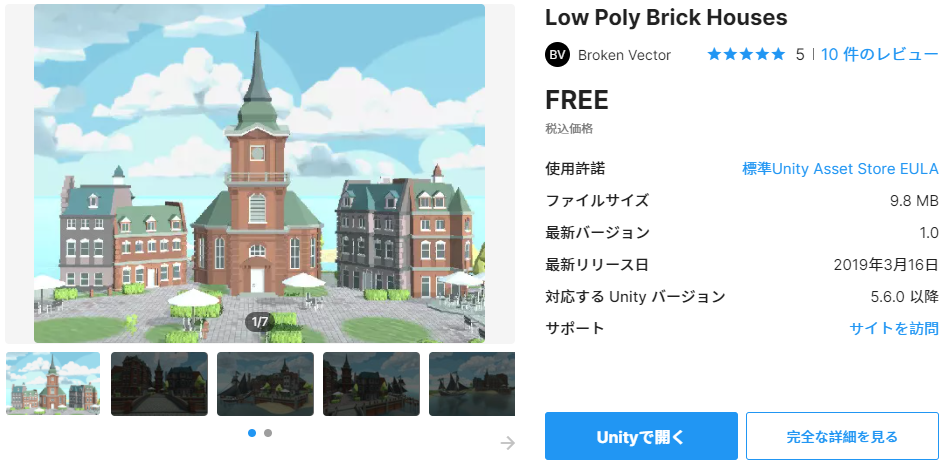 Low Poly Brick Houses
BV Broken Vector 5 | 10 件のレビュー
FREE
税込価格
使用許諾 標準Unity Asset Store EULA
ファイルサイズ 9.8 MB
最新バージョン 1.0
最新リリース日 2019年3月16日
対応する Unity バージョン 5.6.0 以降
サポート サイトを訪問
1/7
Unityで開く 完全な詳細を見る